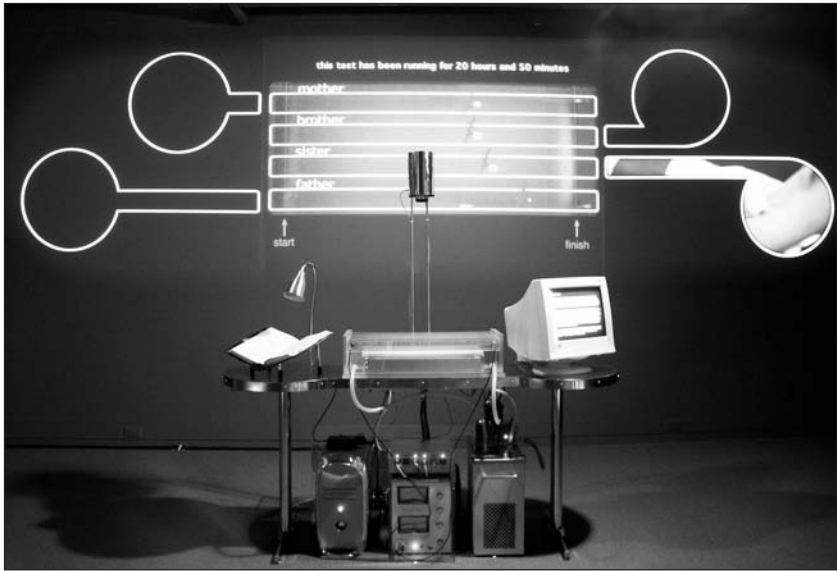 this test has been running for 20 hours and 50 minutes
mother
brother
sister
father
start
finish